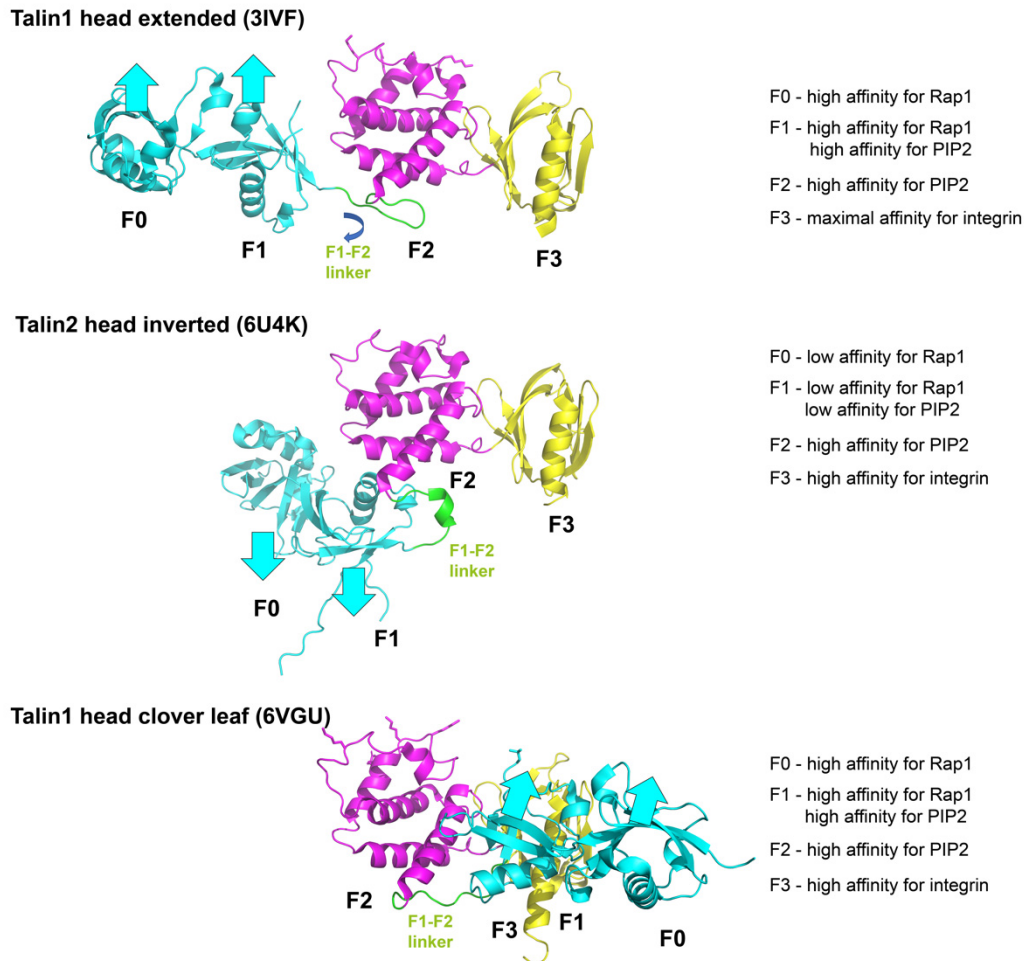 Talin1 head extended (3IVF)
F0
F1
F1-F2
linker
F2
F3
F0 - high affinity for Rap1
F1 - high affinity for Rap1
high affinity for PIP2
F2 - high affinity for PIP2
F3 - maximal affinity for integrin
Talin2 head inverted (6U4K)
F2
F3
F1-F2
linker
F0
F1
F0 - low affinity for Rap1
F1 - low affinity for Rap1
low affinity for PIP2
F2 - high affinity for PIP2
F3 - high affinity for integrin
Talin1 head clover leaf (6VGU)
F2
F1-F2
linker
F3
F1
F0
F0 - high affinity for Rap1
F1 - high affinity for Rap1
high affinity for PIP2
F2 - high affinity for PIP2
F3 - high affinity for integrin